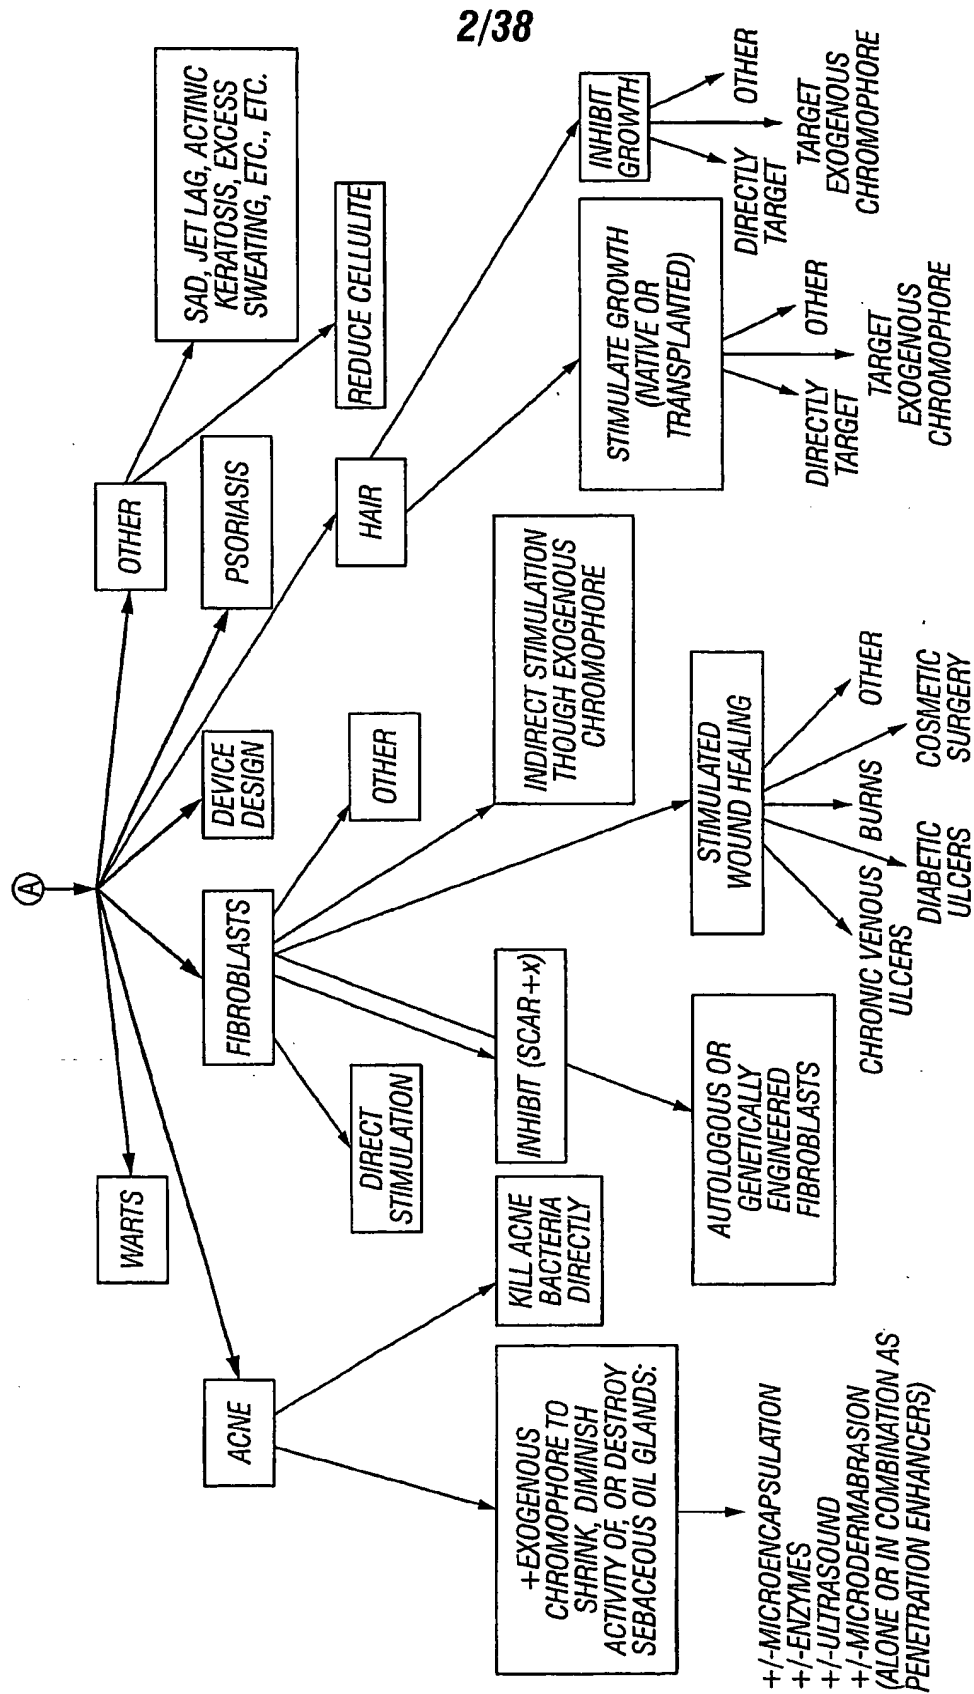 2/38
A
WARTS
ACNE
FIBROBLASTS
DEVICE
DESIGN
PSORIASIS
OTHER
HAIR
SAD, JET LAG, ACTINIC
KERATOSIS, EXCESS
SWEATING, ETC., ETC.
REDUCE CELLULITE
+EXOGENOUS
CHROMOPHORE TO
SHRINK, DIMINISH
ACTIVITY OF, OR DESTROY
SEBACEOUS OIL GLANDS:
+/-MICROENCAPSULATION
+/-ENZYMES
+/-ULTRASOUND
+/-MICRODERMABRASION
(ALONE OR IN COMBINATION AS
PENETRATION ENHANCERS)
KILL ACNE
BACTERIA
DIRECTLY
DIRECT
STIMULATION
INHIBIT (SCAR+x)
AUTOLOGOUS OR
GENETICALLY
ENGINEERED
FIBROBLASTS
OTHER
INDIRECT STIMULATION
THOUGH EXOGENOUS
CHROMOPHORE
STIMULATED
WOUND HEALING
CHRONIC VENOUS
ULCERS
DIABETIC
ULCERS
BURNS
COSMETIC
SURGERY
OTHER
STIMULATE GROWTH
(NATIVE OR
TRANSPLANTED)
DIRECTLY
TARGET
TARGET
EXOGENOUS
CHROMOPHORE
OTHER
INHIBIT
GROWTH
DIRECTLY
TARGET
TARGET
EXOGENOUS
CHROMOPHORE
OTHER